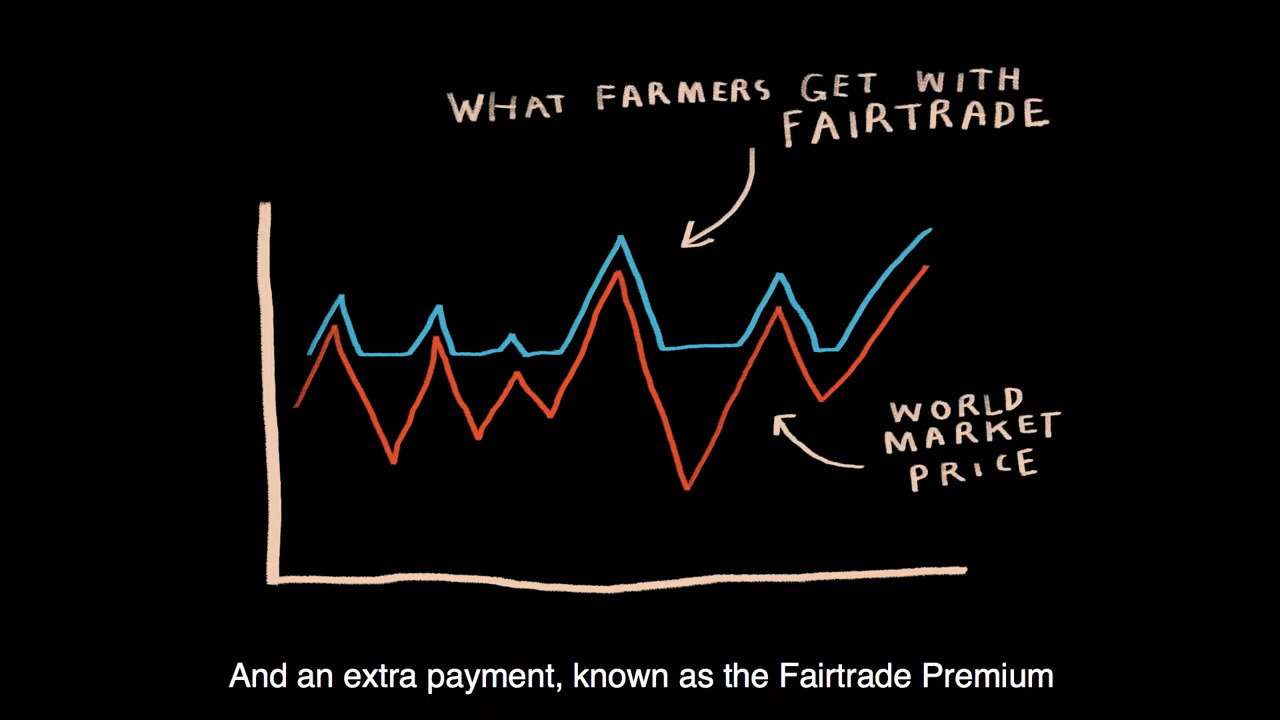 WHAT FARMERS GET WITH
FAIRTRADE
WORLD
MARKET
PRICE
And an extra payment, known as the Fairtrade Premium